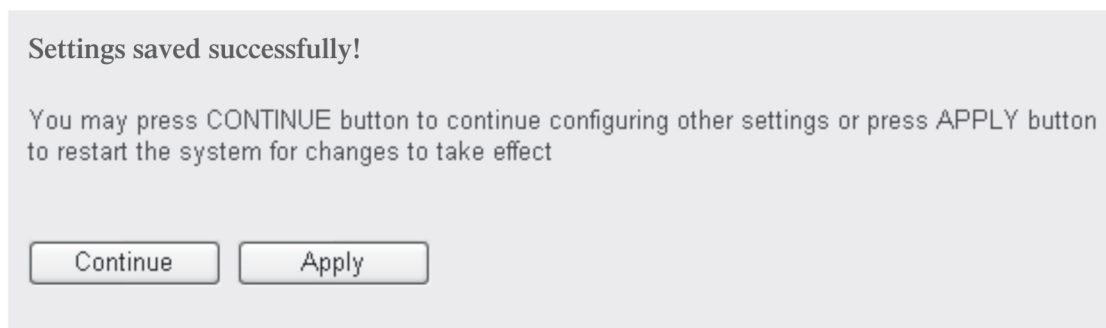 Settings saved successfully!
You may press CONTINUE button to continue configuring other settings or press APPLY button
to restart the system for changes to take effect
Continue
Apply